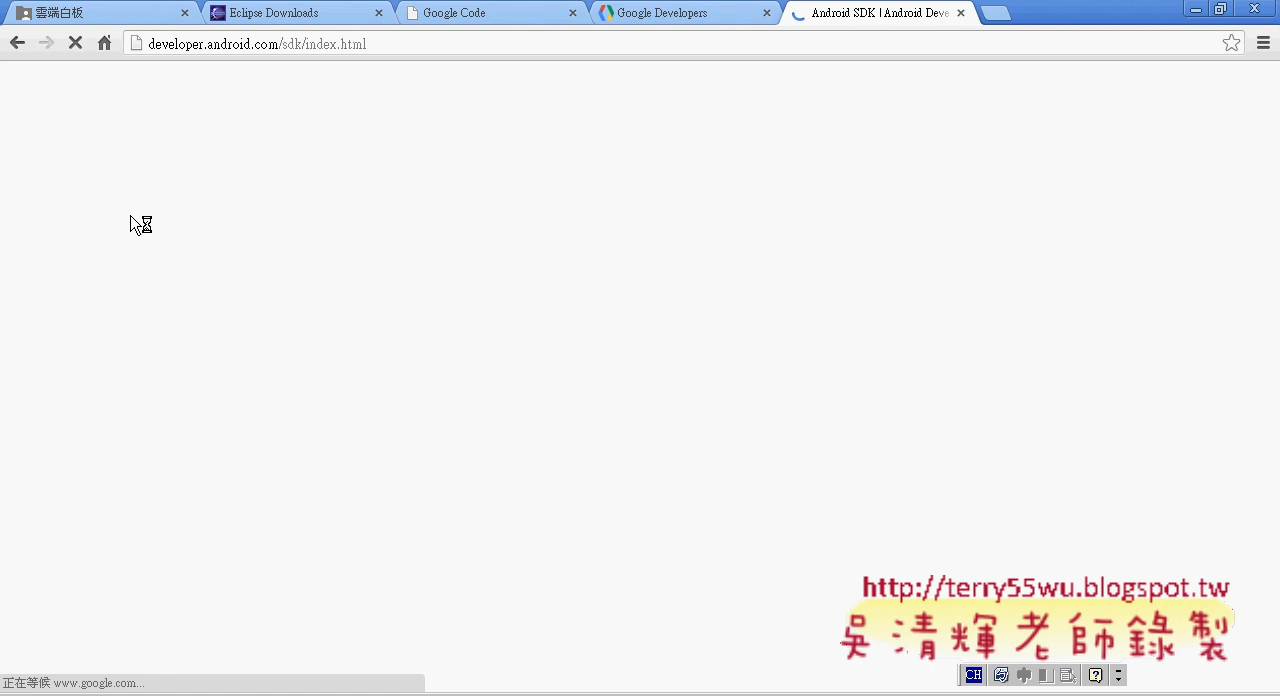 雲端白板
Eclipse Downloads
Google Code
Google Developers
Android SDK | Android Deve
developer.android.com/sdk/index.html
http://terry55wu.blogspot.tw
吳清輝老師錄製
CH
正在等候 www.google.com...